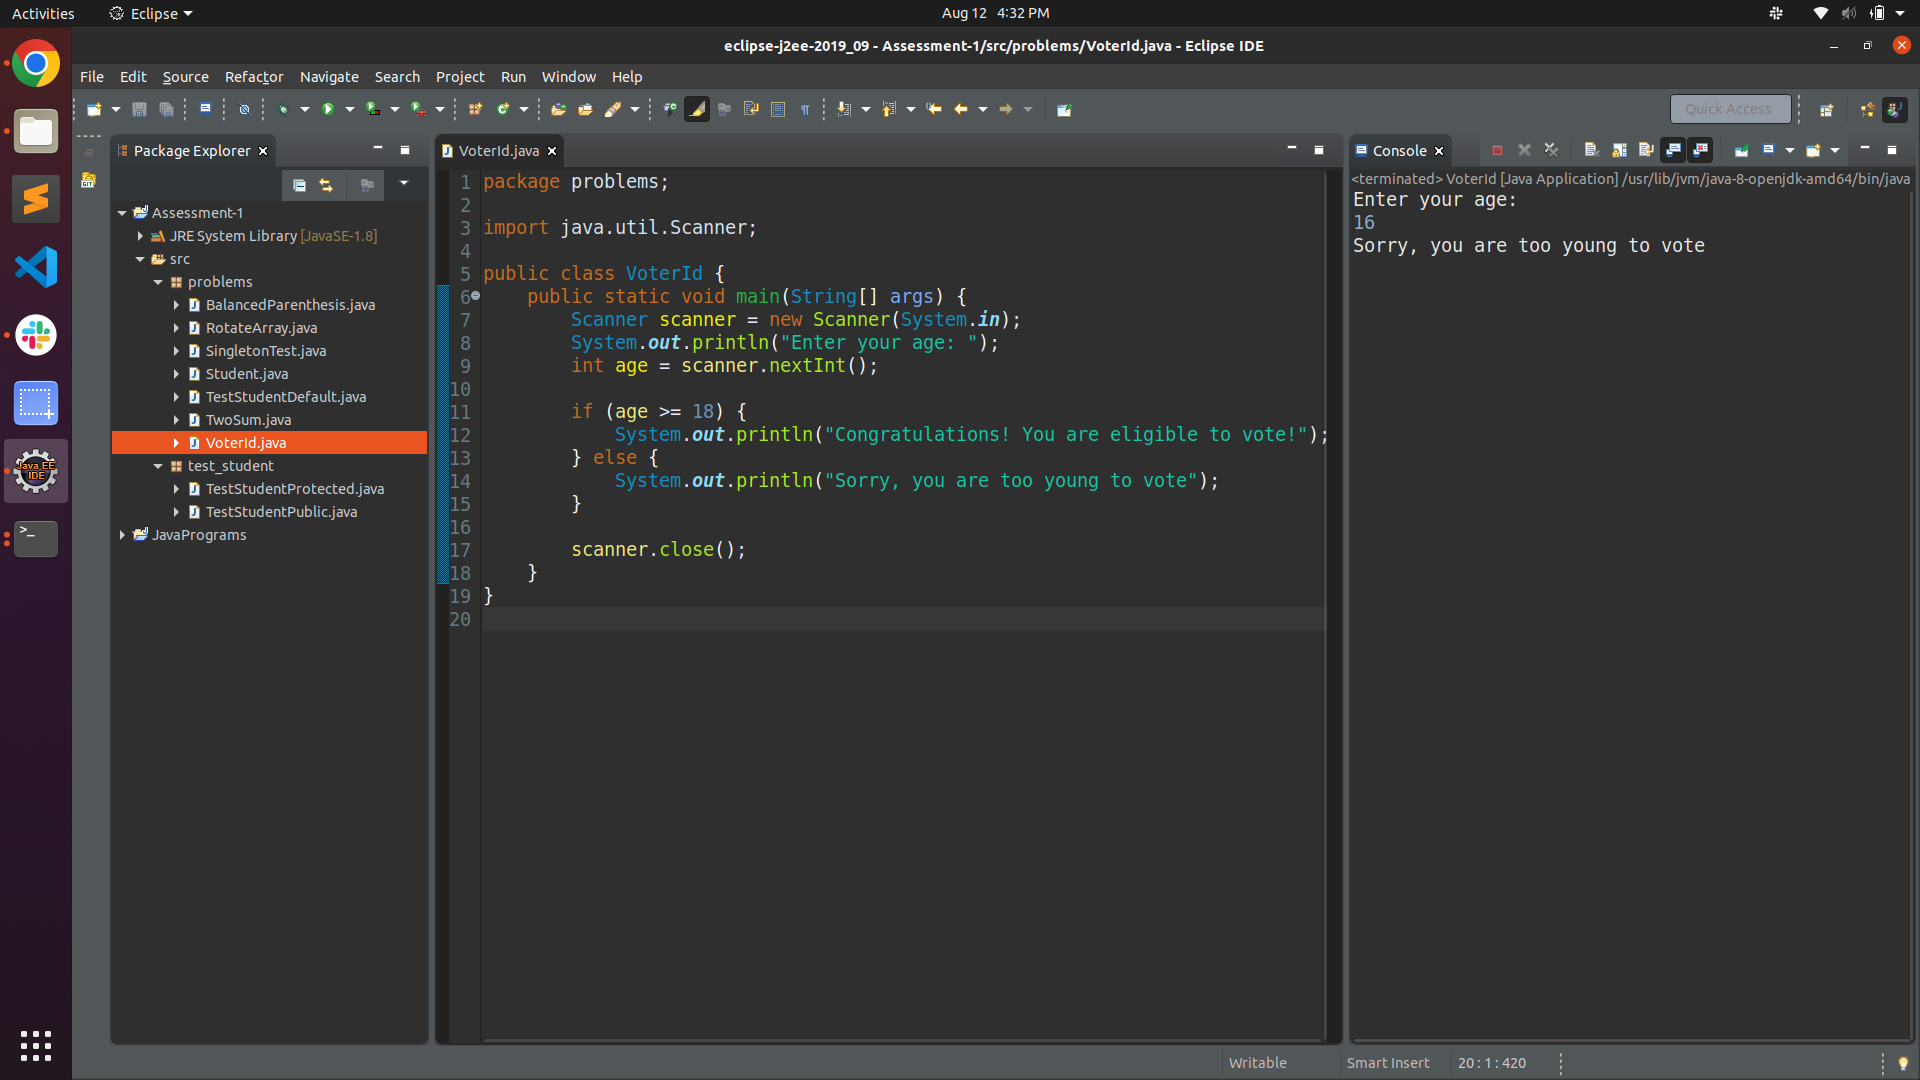 Activities
Eclipse
Aug 12 4:32 PM
eclipse-j2ee-2019_09 - Assessment-1/src/problems/VoterId.java - Eclipse IDE
File Edit Source Refactor Navigate Search Project Run Window Help
Quick Access
Package Explorer
Assessment-1
JRE System Library [JavaSE-1.8]
src
problems
BalancedParenthesis.java
RotateArray.java
SingletonTest.java
Student.java
TestStudentDefault.java
TwoSum.java
VoterId.java
test_student
TestStudentProtected.java
TestStudentPublic.java
JavaPrograms
Java EE
IDE
GIT
VoterId.java
1 package problems;
2
3 import java.util.Scanner;
4
5 public class VoterId {
6 public static void main(String[] args) {
7 Scanner scanner = new Scanner(System.in);
8 System.out.println("Enter your age: ");
9 int age = scanner.nextInt();
10
11 if (age >= 18) {
12 System.out.println("Congratulations! You are eligible to vote!");
13 } else {
14 System.out.println("Sorry, you are too young to vote");
15 }
16
17 scanner.close();
18 }
19 }
20
Console
<terminated> VoterId [Java Application] /usr/lib/jvm/java-8-openjdk-amd64/bin/java
Enter your age:
16
Sorry, you are too young to vote
Writable
Smart Insert
20 : 1 : 420